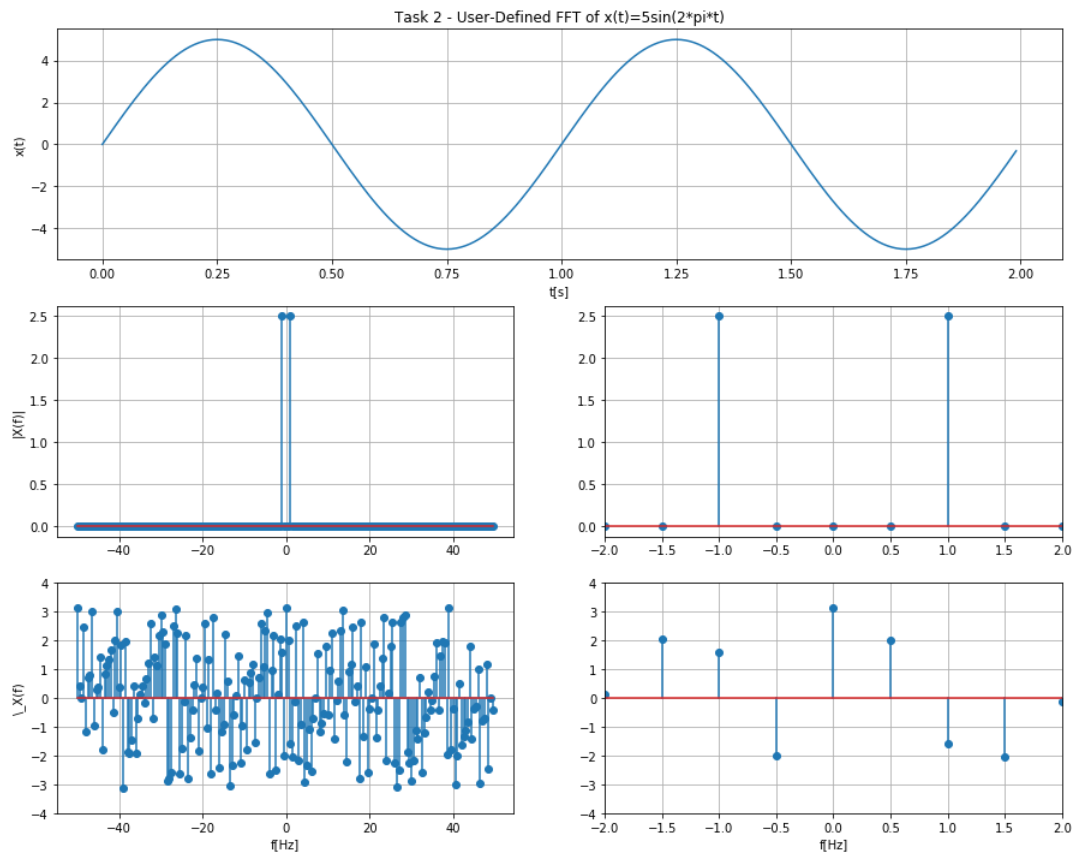 Task 2 - User-Defined FFT of x(t)=5sin(2*pi*t)
x(t)
4
2
0
−2
−4
0.00 0.25 0.50 0.75 1.00 1.25 1.50 1.75 2.00
t[s]
|X(f)|
2.5
2.0
1.5
1.0
0.5
0.0
−40 −20 0 20 40
2.5
2.0
1.5
1.0
0.5
0.0
−2.0 −1.5 −1.0 −0.5 0.0 0.5 1.0 1.5 2.0
\_X(f)
4
3
2
1
0
−1
−2
−3
−4
−40 −20 0 20 40
f[Hz]
4
3
2
1
0
−1
−2
−3
−4
−2.0 −1.5 −1.0 −0.5 0.0 0.5 1.0 1.5 2.0
f[Hz]